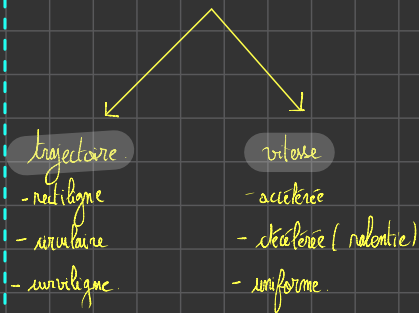 trajectoire
- rectiligne
- circulaire
- curviligne
vitesse
- accélérée
- décélérée ( ralentie)
- uniforme